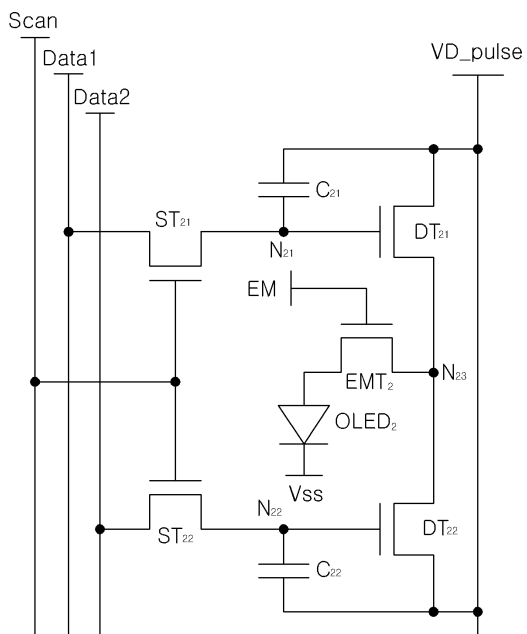 Scan
Data1
VD_pulse
Data2
C21
ST21
DT21
N21
EM
N23
EMT2
OLED2
Vss
N22
ST22
DT22
C22